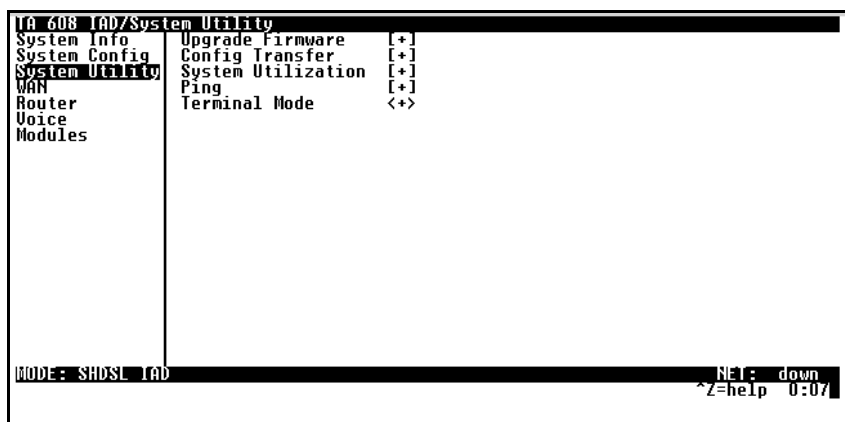 TA 608 IAD/System Utility
System Info
System Config
System Utility
WAN
Router
Voice
Modules
Upgrade Firmware [+]
Config Transfer [+]
System Utilization [+]
Ping [+]
Terminal Mode <+>
MODE: SHDSL IAD NET: down
^Z=help 0:07